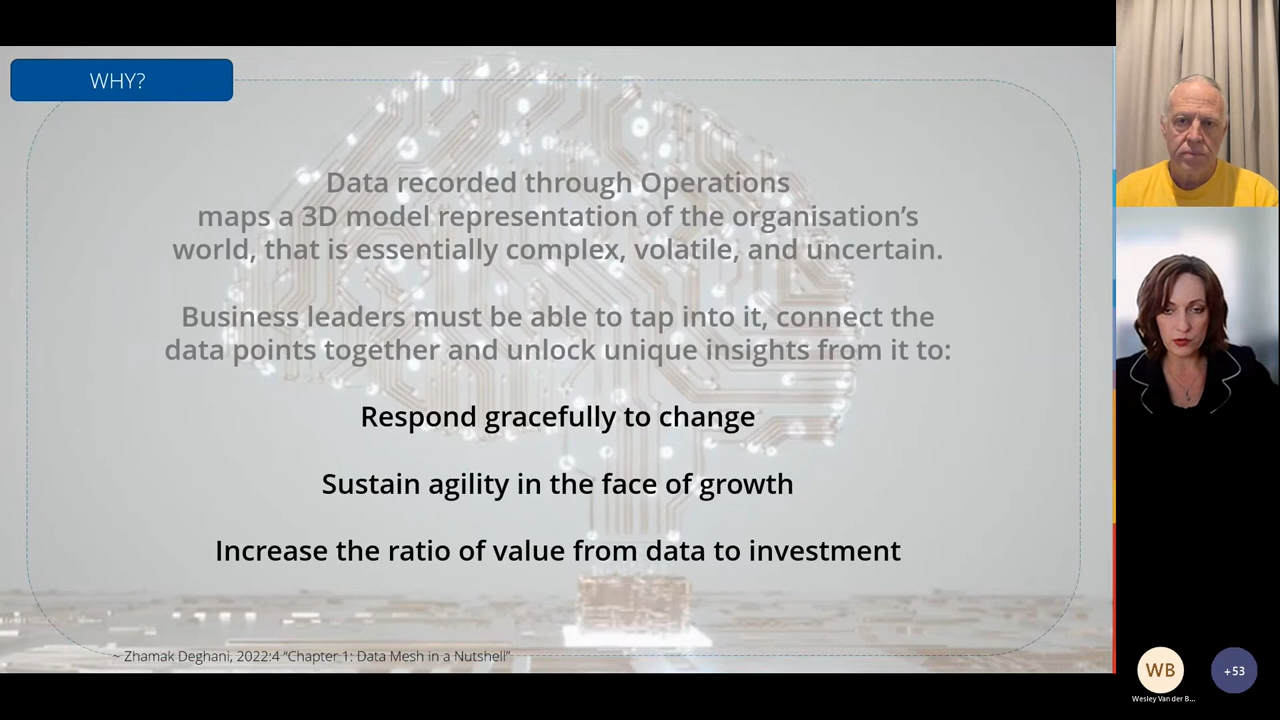 WHY?
Data recorded through Operations
maps a 3D model representation of the organisation's
world, that is essentially complex, volatile, and uncertain.
Business leaders must be able to tap into it, connect the
data points together and unlock unique insights from it to:
Respond gracefully to change
Sustain agility in the face of growth
Increase the ratio of value from data to investment
~ Zhamak Deghani, 2022:4 “Chapter 1: Data Mesh in a Nutshell”
WB
+53
Wesley Van der B...